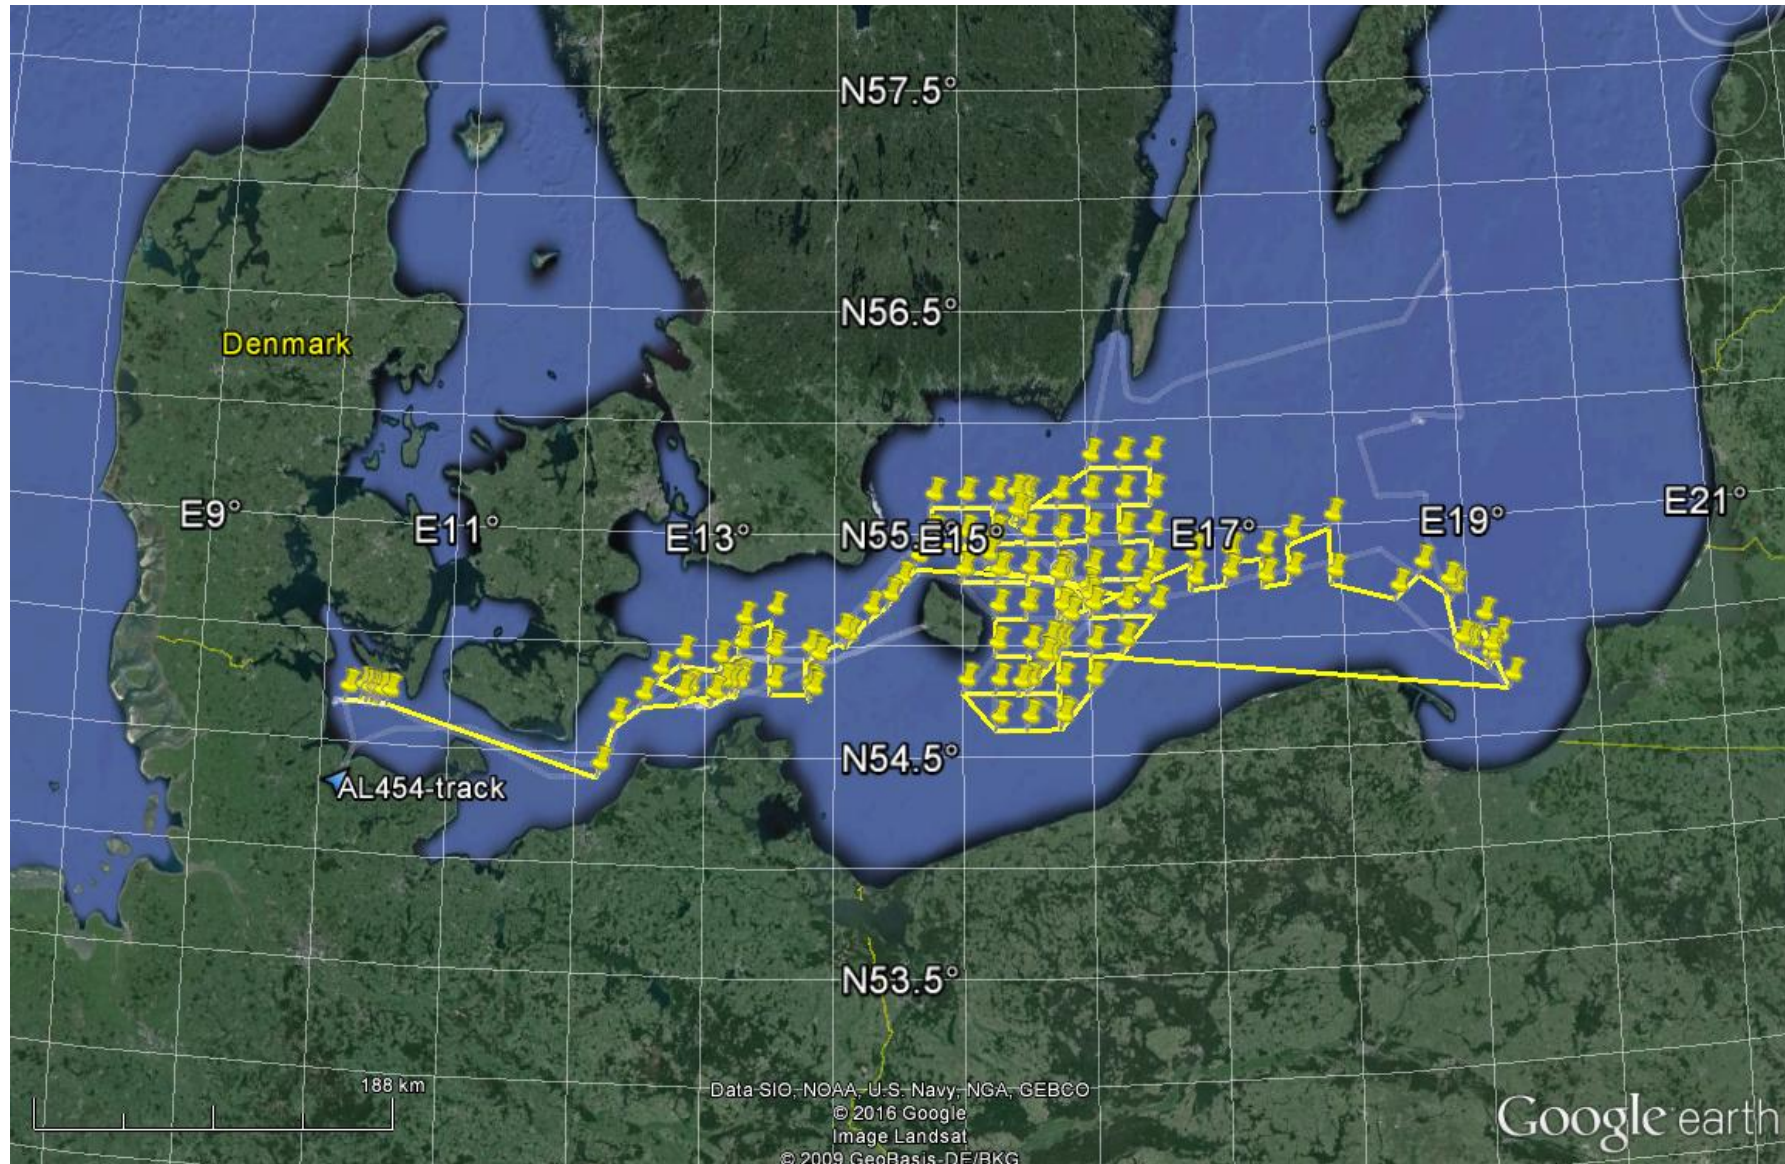 N57.5°
N56.5°
Denmark
E9°
E11°
E13°
N55.
E15°
E17°
E19°
E21°
N54.5°
AL454-track
N53.5°
188 km
Data SIO, NOAA, U.S. Navy, NGA, GEBCO
© 2016 Google
Image Landsat
© 2009 GeoBasis-DE/BKG
Google earth